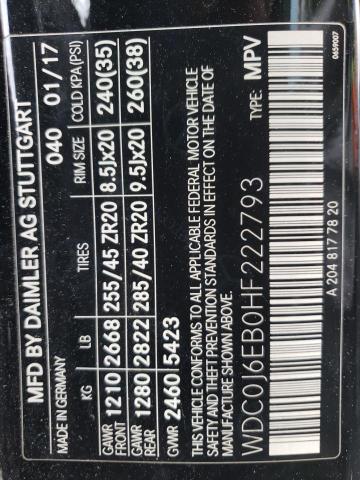 MFD BY DAIMLER AG STUTTGART
MADE IN GERMANY 040 01/17
KG LB TIRES RIM SIZE COLD KPA(PSI)
GAWR FRONT 1210 2668 255/45 ZR20 8.5Jx20 240(35)
GAWR REAR 1280 2822 285/40 ZR20 9.5Jx20 260(38)
GVWR 2460 5423
THIS VEHICLE CONFORMS TO ALL APPLICABLE FEDERAL MOTOR VEHICLE
AND THEFT PREVENTION STANDARDS IN EFFECT ON THE DATE OF
MANUFACTURE SHOWN ABOVE.
WDC0J6EB0HF222793 TYPE: MPV
A 204 817 78 20
0659007